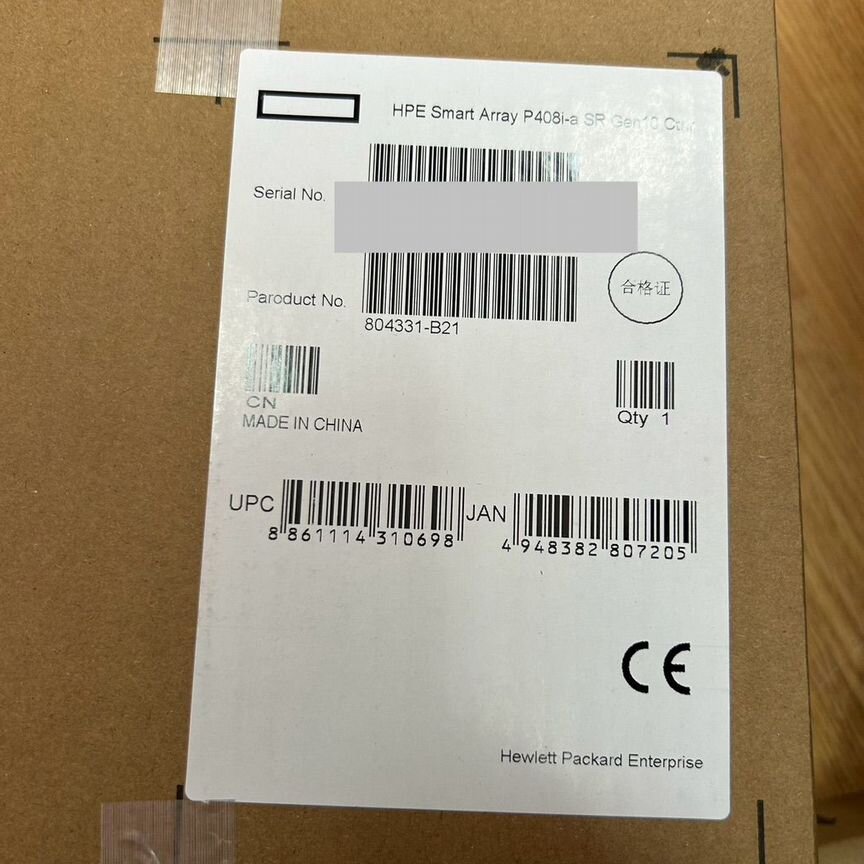 HPE Smart Array P408i-a SR Gen10 Ctrlr
Serial No.
Paroduct No.
804331-B21
合格证
CN
MADE IN CHINA
Qty 1
UPC
8 861114 310698
JAN
4 948382 807205
CE
Hewlett Packard Enterprise